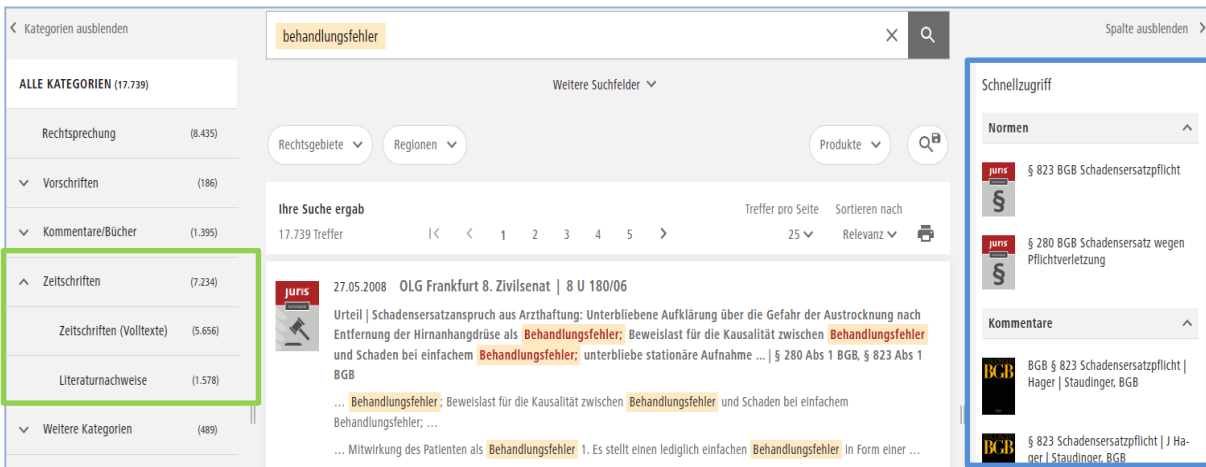 Kategorien ausblenden
ALLE KATEGORIEN (17.739)
Rechtsprechung (8.435)
Vorschriften (186)
Kommentare/Bücher (1.395)
Zeitschriften (7.234)
Zeitschriften (Volltexte) (5.656)
Literaturnachweise (1.578)
Weitere Kategorien (489)
behandlungsfehler
Weitere Suchfelder
Rechtsgebiete Regionen Produkte
Ihre Suche ergab Treffer pro Seite Sortieren nach
17.739 Treffer 1 2 3 4 5 25 Relevanz
juris
27.05.2008 OLG Frankfurt 8. Zivilsenat | 8 U 180/06
Urteil | Schadensersatzanspruch aus Arzthaftung: Unterbliebene Aufklärung über die Gefahr der Austrocknung nach
Entfernung der Hirnanhangdrüse als Behandlungsfehler; Beweislast für die Kausalität zwischen Behandlungsfehler
und Schaden bei einfachem Behandlungsfehler; unterbliebe stationäre Aufnahme ... | § 280 Abs 1 BGB, § 823 Abs 1
BGB
... Behandlungsfehler; Beweislast für die Kausalität zwischen Behandlungsfehler und Schaden bei einfachem
Behandlungsfehler; ...
... Mitwirkung des Patienten als Behandlungsfehler 1. Es stellt einen lediglich einfachen Behandlungsfehler in Form einer ...
Spalte ausblenden
Schnellzugriff
Normen
juris
§
§ 823 BGB Schadensersatzpflicht
juris
§
§ 280 BGB Schadensersatz wegen
Pflichtverletzung
Kommentare
BGB
BGB § 823 Schadensersatzpflicht |
Hager | Staudinger, BGB
BGB
§ 823 Schadensersatzpflicht | J Ha-
ger | Staudinger, BGB